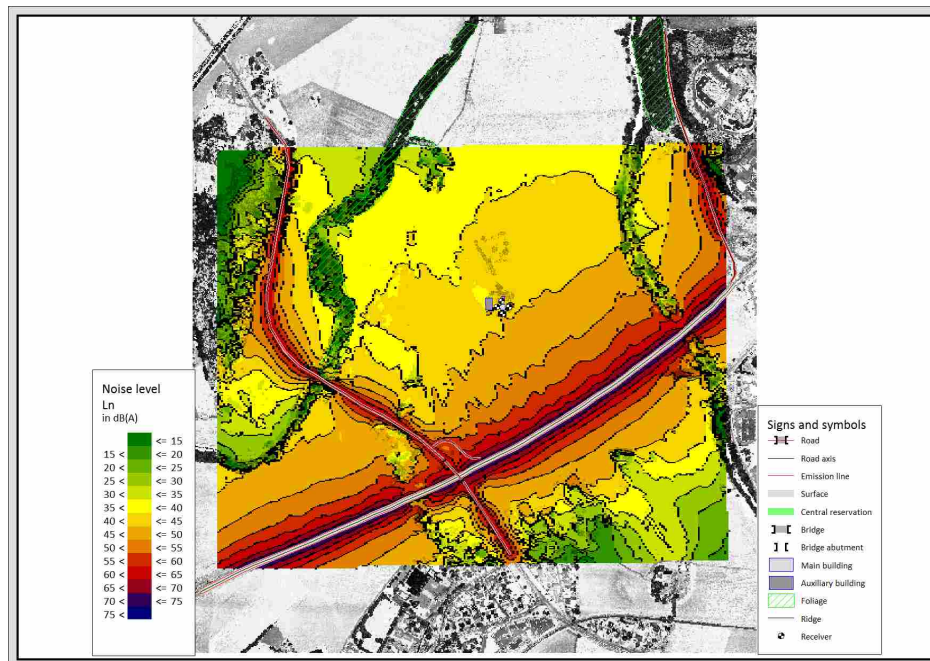 Noise level
Ln
in dB(A)
<= 15
15 < <= 20
20 < <= 25
25 < <= 30
30 < <= 35
35 < <= 40
40 < <= 45
45 < <= 50
50 < <= 55
55 < <= 60
60 < <= 65
65 < <= 70
70 < <= 75
75 <
Signs and symbols
Road
Road axis
Emission line
Surface
Central reservation
Bridge
Bridge abutment
Main building
Auxiliary building
Foliage
Ridge
Receiver